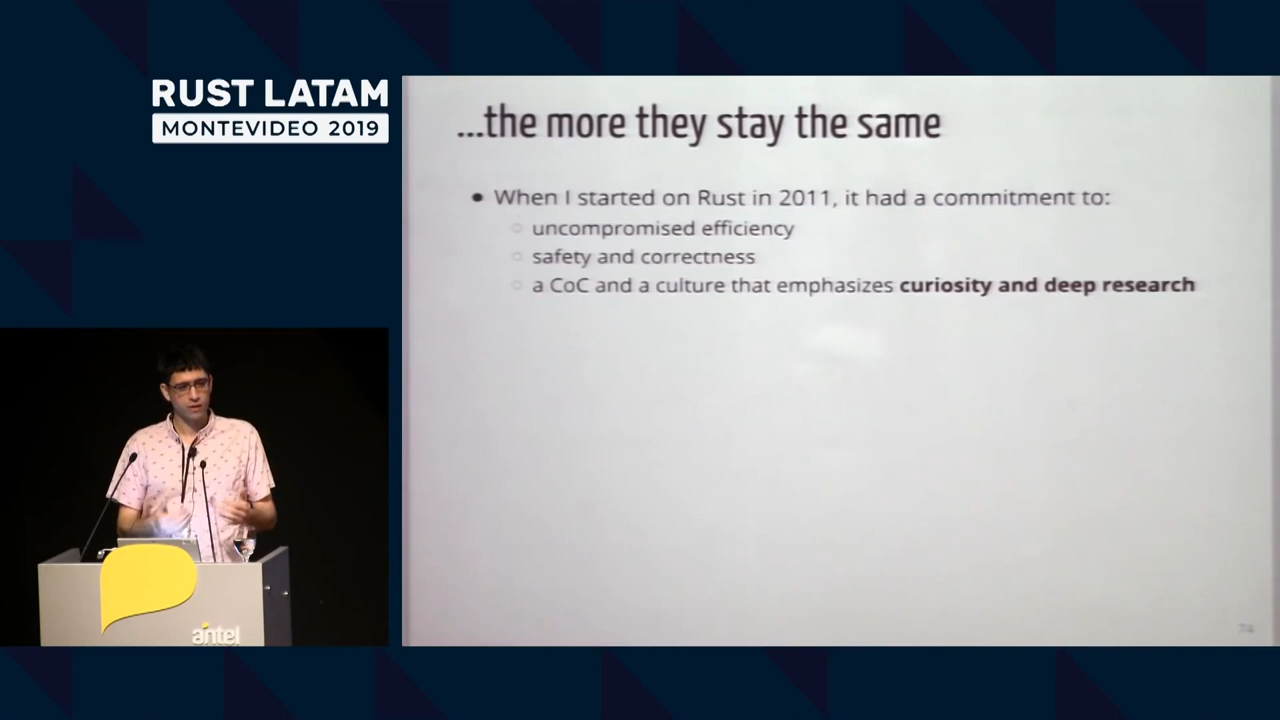 RUST LATAM
MONTEVIDEO 2019
...the more they stay the same
When I started on Rust in 2011, it had a commitment to:
uncompromised efficiency
safety and correctness
a CoC and a culture that emphasizes curiosity and deep research
74
antel